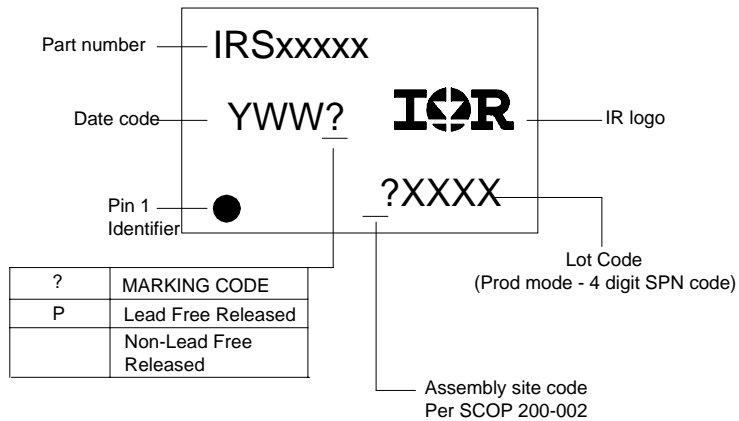 Part number
IRSxxxxx
Date code
YWW?
IOR
IR logo
?XXXX
Pin 1
Identifier
Lot Code
(Prod mode - 4 digit SPN code)
? MARKING CODE
P Lead Free Released
Non-Lead Free
Released
Assembly site code
Per SCOP 200-002